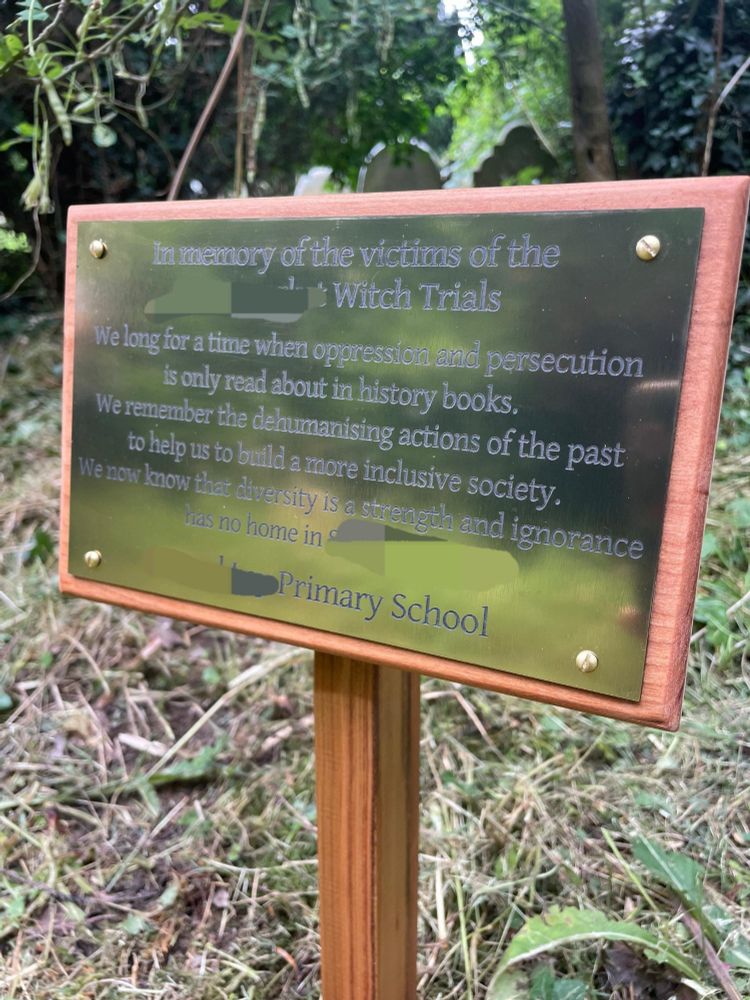 In memory of the victims of the
Witch Trials
We long for a time when oppression and persecution
is only read about in history books.
We remember the dehumanising actions of the past
to help us to build a more inclusive society.
We now know that diversity is a strength and ignorance
has no home in
Primary School